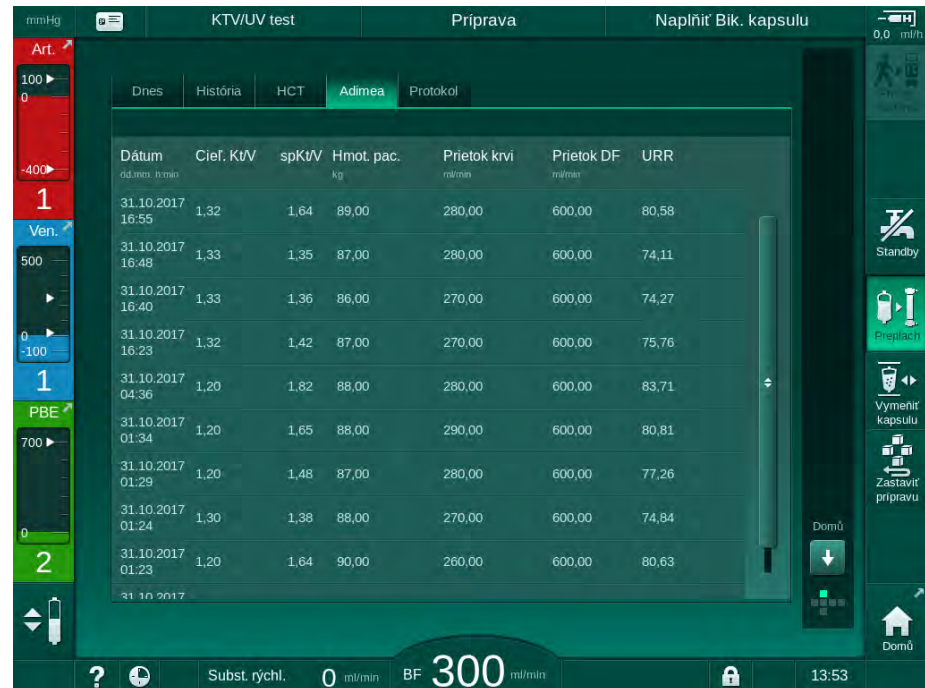 mmHg
KTV/UV test
Príprava
Naplňiť Bik. kapsulu
H
0,0 ml/h
Art.
100
0
-400
1
Ven.
500
0
-100
1
PBE
700
0
2
Dnes História HCT Adimea Protokol
Dátum Cieľ. Kt/V spKt/V Hmot. pac. Prietok krvi Prietok DF URR
dd.mm. h:min kg ml/min ml/min
31.10.2017
16:55 1,32 1,64 89,00 280,00 600,00 80,58
31.10.2017
16:48 1,33 1,35 87,00 280,00 600,00 74,11
31.10.2017
16:40 1,33 1,36 86,00 270,00 600,00 74,27
31.10.2017
16:23 1,32 1,42 87,00 270,00 600,00 75,76
31.10.2017
04:36 1,20 1,82 88,00 280,00 600,00 83,71
31.10.2017
01:34 1,20 1,65 88,00 290,00 600,00 80,81
31.10.2017
01:29 1,20 1,48 87,00 280,00 600,00 77,26
31.10.2017
01:24 1,30 1,38 88,00 270,00 600,00 74,84
31.10.2017
01:23 1,20 1,64 90,00 260,00 600,00 80,63
31.10.2017
Domů
Standby
Preplach
Vymeňiť
kapsulu
Zastaviť
prípravu
Domů
? Subst. rýchl. 0 ml/min BF 300 ml/min 13:53